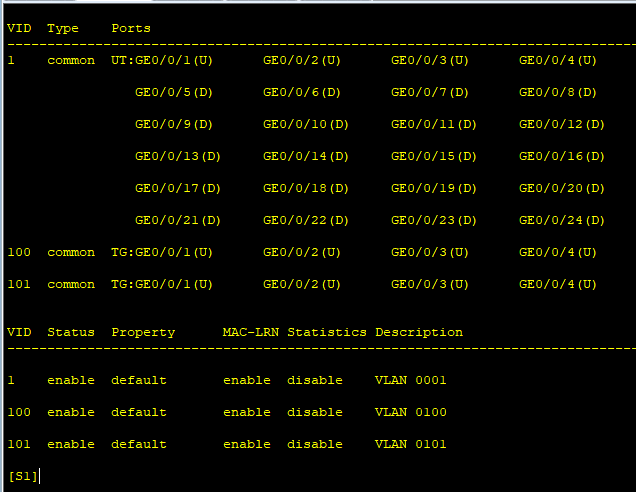 VID  Type    Ports
--------------------------------------------------------------------------------
1    common  UT:GE0/0/1(U)      GE0/0/2(U)      GE0/0/3(U)      GE0/0/4(U)
                GE0/0/5(D)      GE0/0/6(D)      GE0/0/7(D)      GE0/0/8(D)
                GE0/0/9(D)      GE0/0/10(D)     GE0/0/11(D)     GE0/0/12(D)
                GE0/0/13(D)     GE0/0/14(D)     GE0/0/15(D)     GE0/0/16(D)
                GE0/0/17(D)     GE0/0/18(D)     GE0/0/19(D)     GE0/0/20(D)
                GE0/0/21(D)     GE0/0/22(D)     GE0/0/23(D)     GE0/0/24(D)
100  common  TG:GE0/0/1(U)      GE0/0/2(U)      GE0/0/3(U)      GE0/0/4(U)
101  common  TG:GE0/0/1(U)      GE0/0/2(U)      GE0/0/3(U)      GE0/0/4(U)
VID  Status  Property      MAC-LRN Statistics Description
--------------------------------------------------------------------------------
1    enable  default       enable  disable    VLAN 0001
100  enable  default       enable  disable    VLAN 0100
101  enable  default       enable  disable    VLAN 0101
[S1]